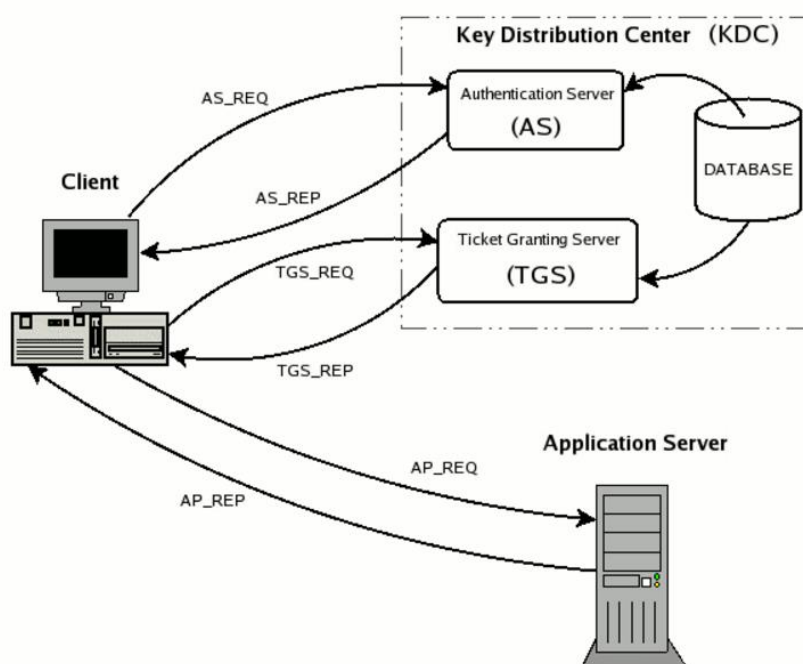 Key Distribution Center (KDC)
AS_REQ
Authentication Server
(AS)
DATABASE
Client
AS_REP
Ticket Granting Server
(TGS)
TGS_REQ
TGS_REP
Application Server
AP_REQ
AP_REP